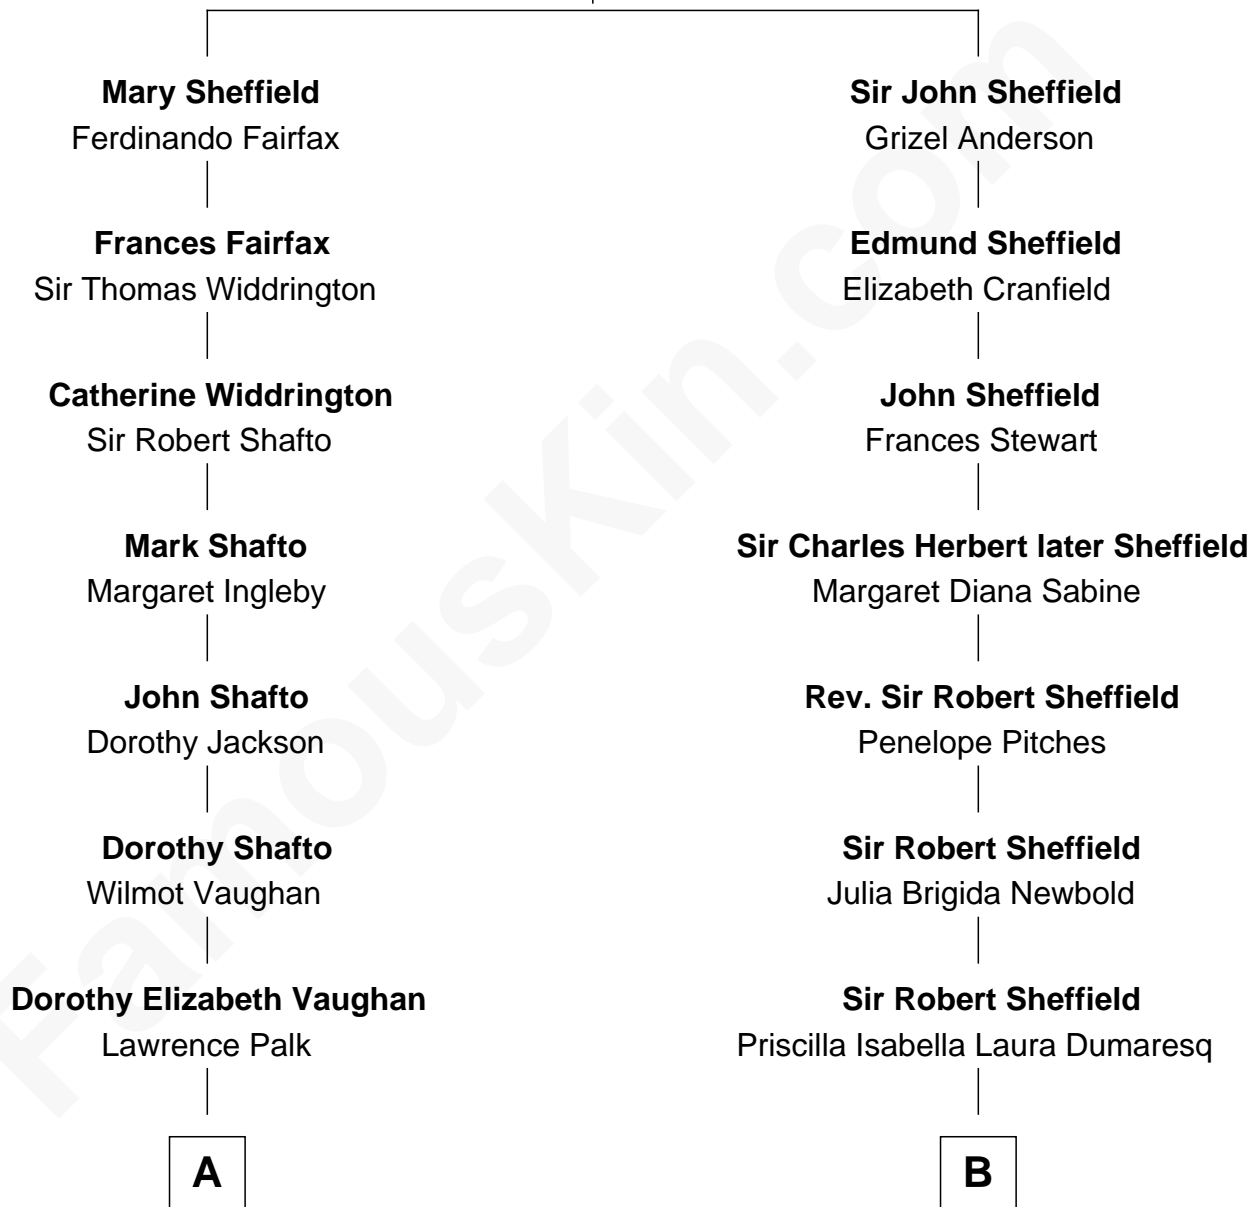 Mary Sheffield
Ferdinando Fairfax
Frances Fairfax
Sir Thomas Widdrington
Catherine Widdrington
Sir Robert Shafto
Mark Shafto
Margaret Ingleby
John Shafto
Dorothy Jackson
Dorothy Shafto
Wilmot Vaughan
Dorothy Elizabeth Vaughan
Lawrence Palk
A
Sir John Sheffield
Grizel Anderson
Edmund Sheffield
Elizabeth Cranfield
John Sheffield
Frances Stewart
Sir Charles Herbert later Sheffield
Margaret Diana Sabine
Rev. Sir Robert Sheffield
Penelope Pitches
Sir Robert Sheffield
Julia Brigida Newbold
Sir Robert Sheffield
Priscilla Isabella Laura Dumaresq
B
FamousKin.com